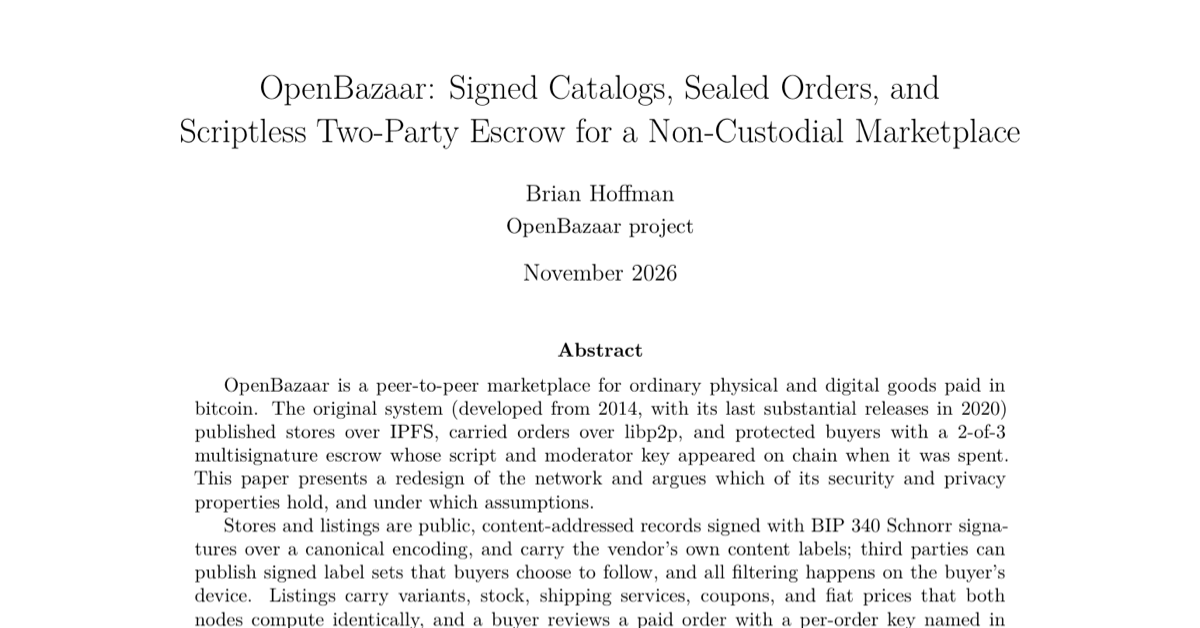 OpenBazaar: Signed Catalogs, Sealed Orders, and
Scriptless Two-Party Escrow for a Non-Custodial Marketplace
Brian Hoffman
OpenBazaar project
November 2026
Abstract
OpenBazaar is a peer-to-peer marketplace for ordinary physical and digital goods paid in
bitcoin. The original system (developed from 2014, with its last substantial releases in 2020)
published stores over IPFS, carried orders over libp2p, and protected buyers with a 2-of-3
multisignature escrow whose script and moderator key appeared on chain when it was spent.
This paper presents a redesign of the network and argues which of its security and privacy
properties hold, and under which assumptions.
Stores and listings are public, content-addressed records signed with BIP 340 Schnorr signa-
tures over a canonical encoding, and carry the vendor's own content labels; third parties can
publish signed label sets that buyers choose to follow, and all filtering happens on the buyer's
device. Listings carry variants, stock, shipping services, coupons, and fiat prices that both
nodes compute identically, and a buyer reviews a paid order with a per-order key named in